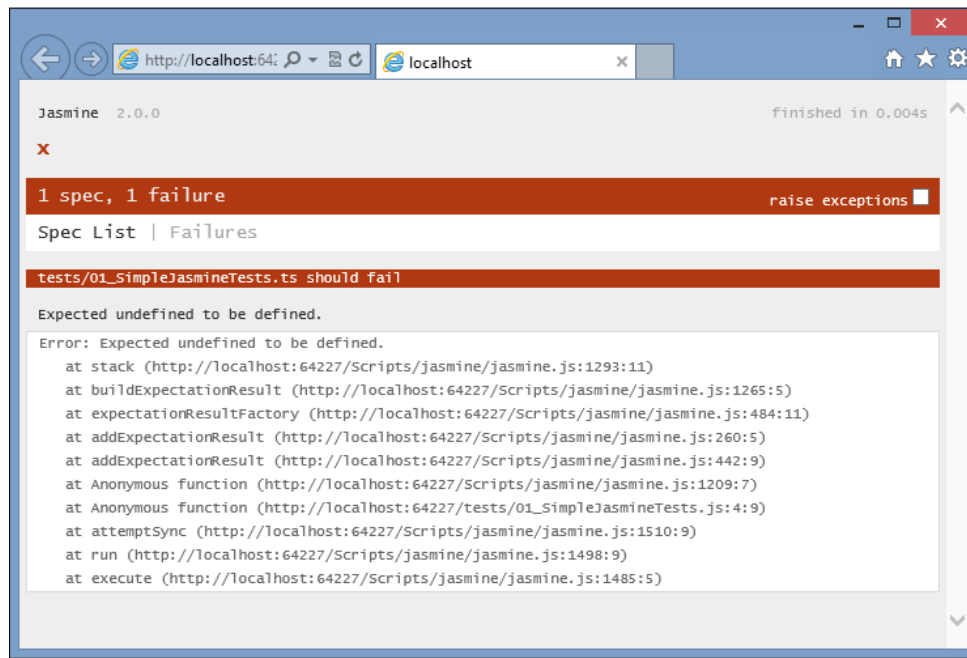 http://localhost:642
localhost
Jasmine 2.0.0
finished in 0.004s
x
1 spec, 1 failure
raise exceptions
Spec List | Failures
tests/01_SimpleJasmineTests.ts should fail
Expected undefined to be defined.
Error: Expected undefined to be defined.
at stack (http://localhost:64227/Scripts/jasmine/jasmine.js:1293:11)
at buildExpectationResult (http://localhost:64227/Scripts/jasmine/jasmine.js:1265:5)
at expectationResultFactory (http://localhost:64227/Scripts/jasmine/jasmine.js:484:11)
at addExpectationResult (http://localhost:64227/Scripts/jasmine/jasmine.js:260:5)
at addExpectationResult (http://localhost:64227/Scripts/jasmine/jasmine.js:442:9)
at Anonymous function (http://localhost:64227/Scripts/jasmine/jasmine.js:1209:7)
at Anonymous function (http://localhost:64227/tests/01_SimpleJasmineTests.js:4:9)
at attemptSync (http://localhost:64227/Scripts/jasmine/jasmine.js:1510:9)
at run (http://localhost:64227/Scripts/jasmine/jasmine.js:1498:9)
at execute (http://localhost:64227/Scripts/jasmine/jasmine.js:1485:5)